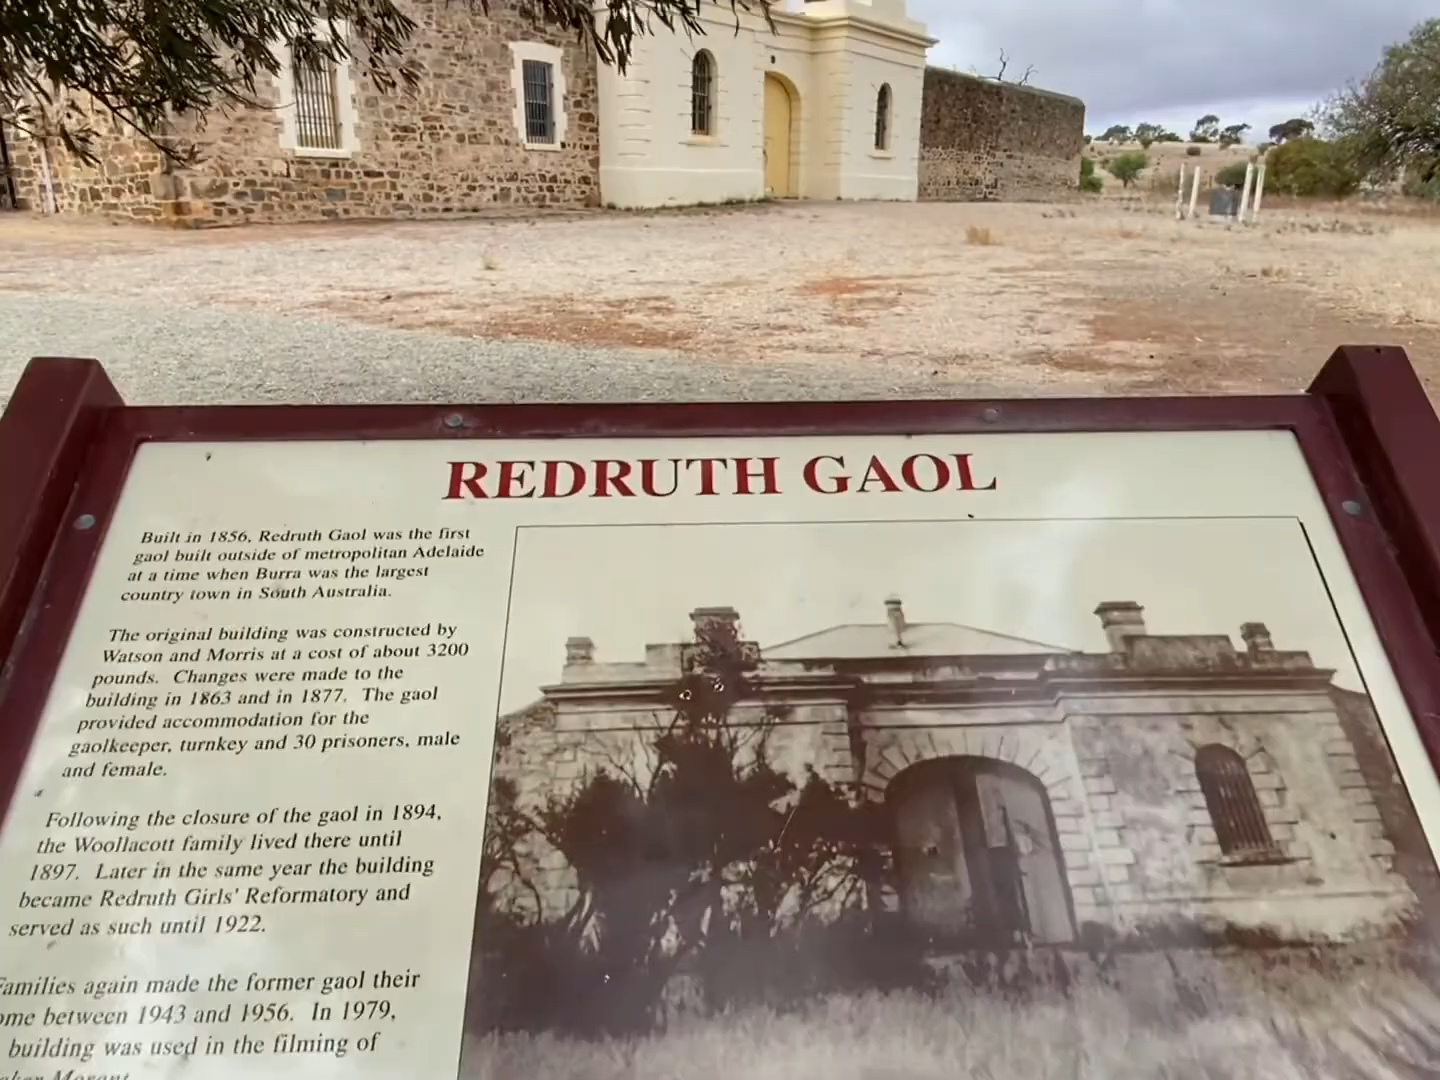 REDRUTH GAOL
Built in 1856, Redruth Gaol was the first
gaol built outside of metropolitan Adelaide
at a time when Burra was the largest
country town in South Australia.
The original building was constructed by
Watson and Morris at a cost of about 3200
pounds. Changes were made to the
building in 1863 and in 1877. The gaol
provided accommodation for the
gaolkeeper, turnkey and 30 prisoners, male
and female.
Following the closure of the gaol in 1894,
the Woollacott family lived there until
1897. Later in the same year the building
became Redruth Girls' Reformatory and
served as such until 1922.
Families again made the former gaol their
ome between 1943 and 1956. In 1979,
building was used in the filming of